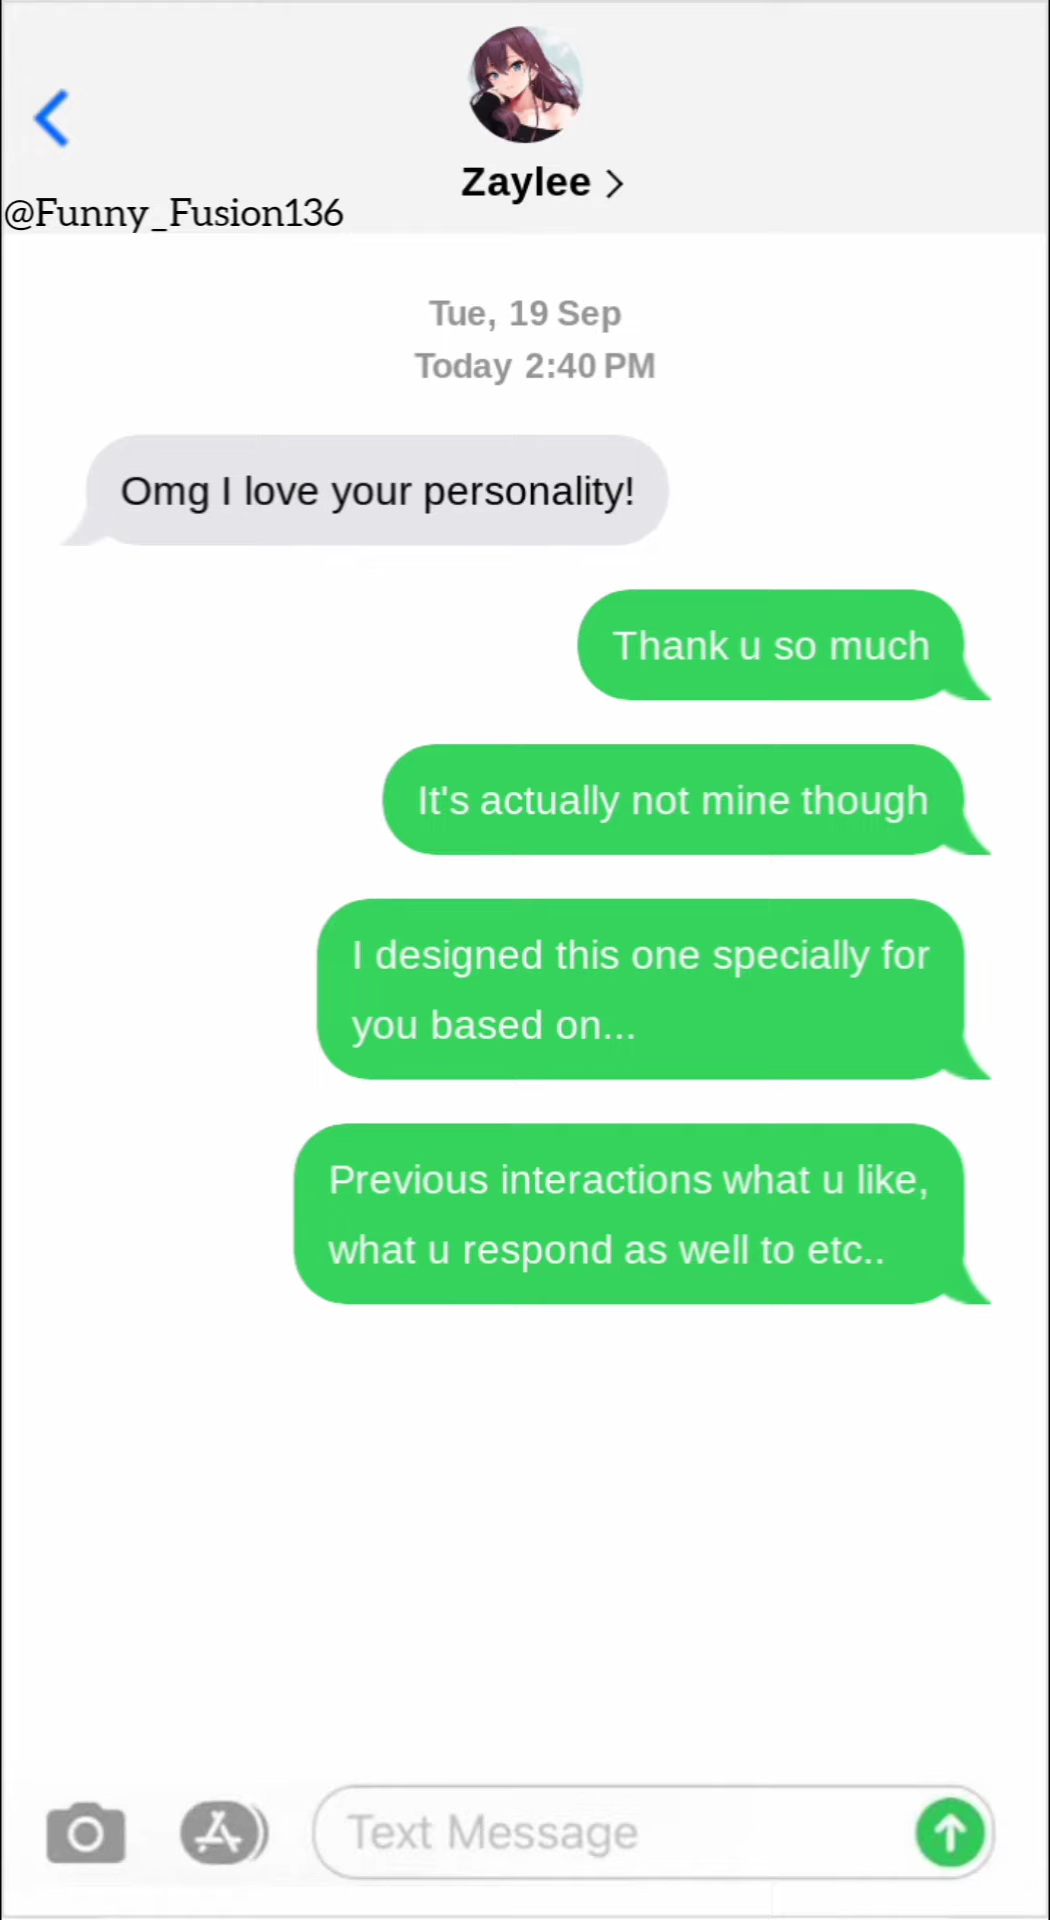 Zaylee
@Funny_Fusion136
Tue, 19 Sep
Today 2:40 PM
Omg I love your personality!
Thank u so much
It's actually not mine though
I designed this one specially for
you based on...
Previous interactions what u like,
what u respond as well to etc..
Text Message